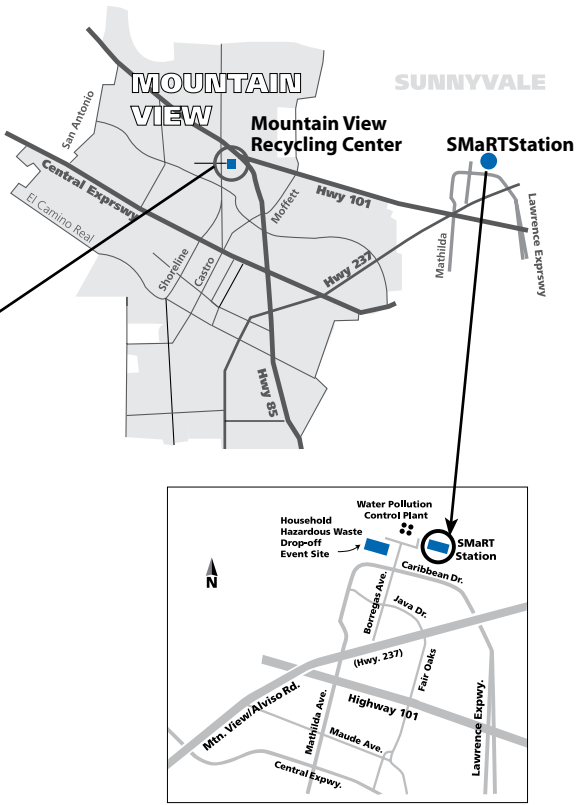 MOUNTAIN
VIEW
SUNNYVALE
San Antonio
Mountain View
Recycling Center
SMaRTStation
Central Exprswy
El Camino Real
Moffett
Hwy 101
Shoreline
Castro
Hwy 237
Mathilda
Lawrence Exprswy
Hwy 85
Water Pollution
Control Plant
Household
Hazardous Waste
Drop-off
Event Site
SMaRT
Station
N
Caribbean Dr.
Borregas Ave.
Java Dr.
(Hwy. 237)
Fair Oaks
Mtn. View/Alviso Rd.
Highway 101
Mathilda Ave.
Maude Ave.
Lawrence Expwy.
Central Expwy.